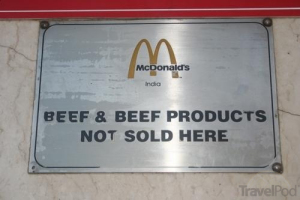 McDonald's
India
BEEF & BEEF PRODUCTS
NOT SOLD HERE
TravelPod